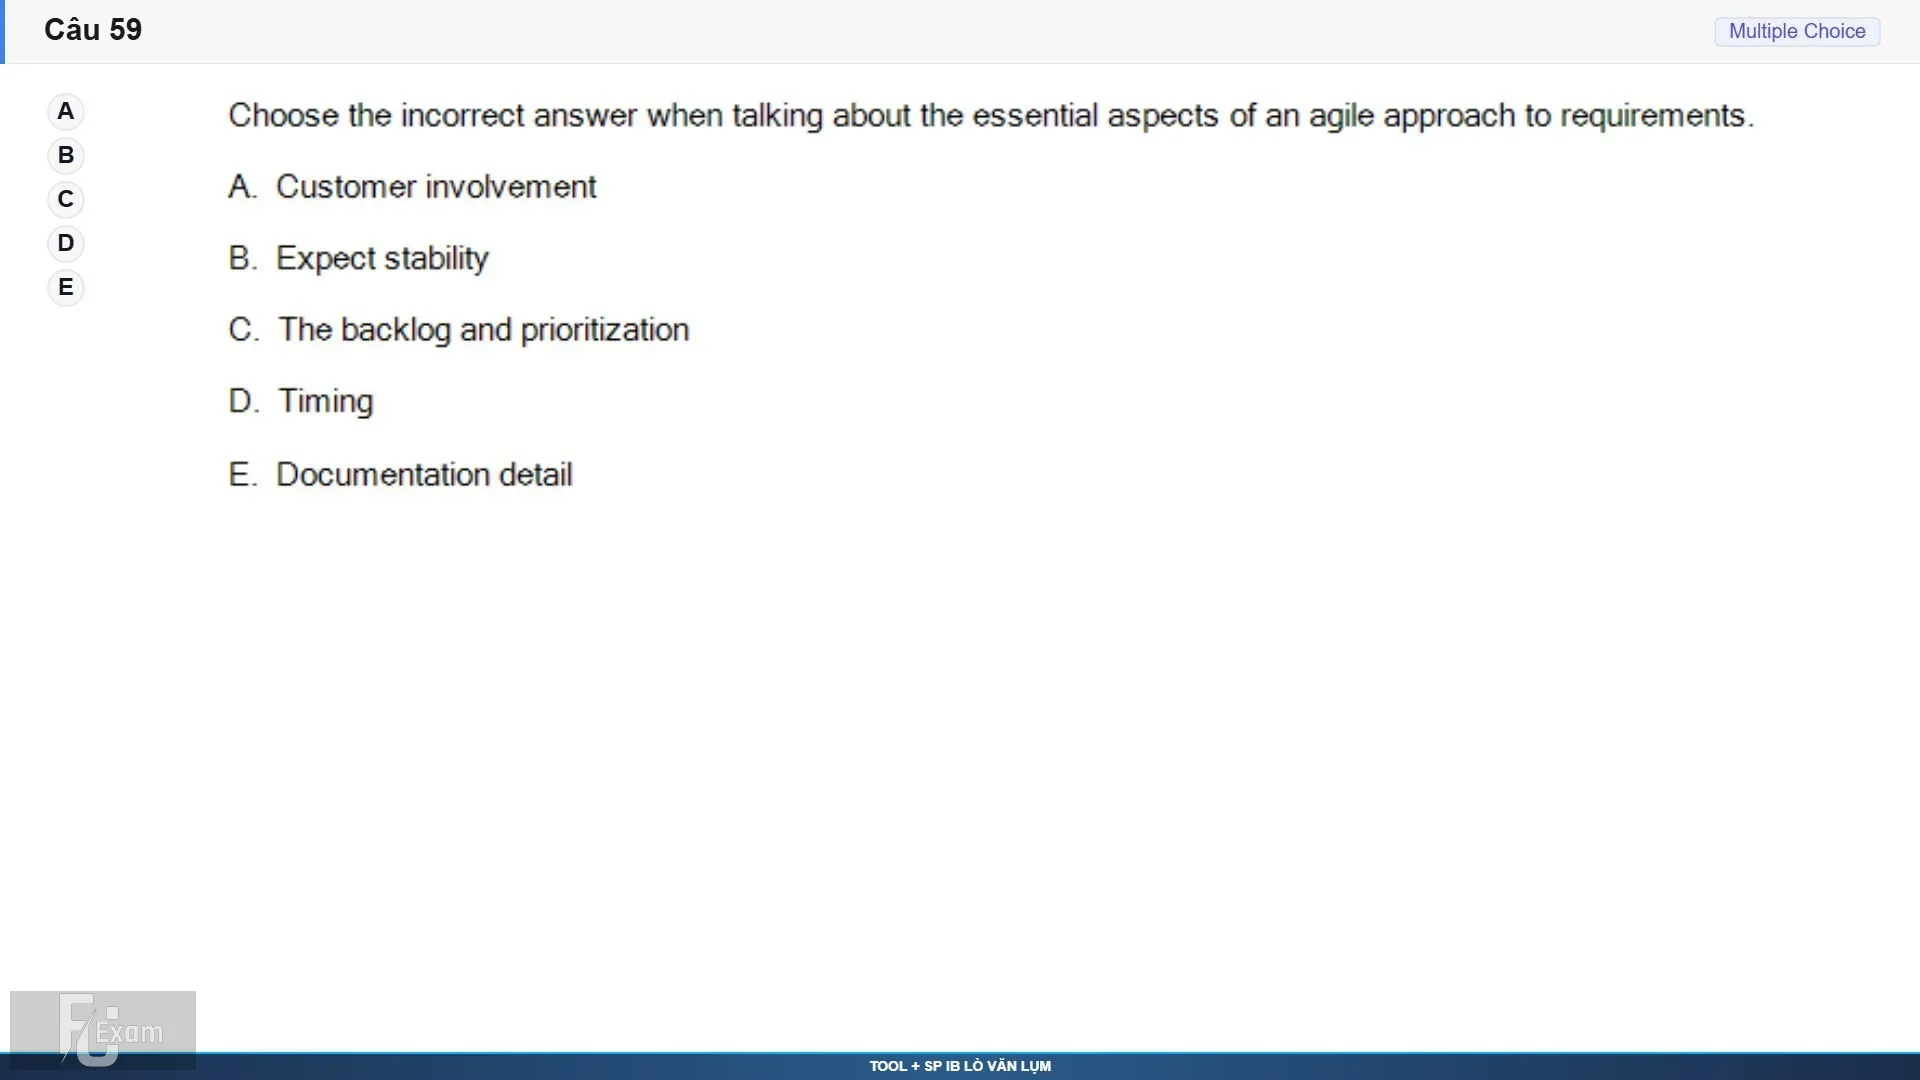 Câu 59
Multiple Choice
A
B
C
D
E
Choose the incorrect answer when talking about the essential aspects of an agile approach to requirements.
A. Customer involvement
B. Expect stability
C. The backlog and prioritization
D. Timing
E. Documentation detail
FU Exam
TOOL + SP IB LÒ VĂN LỤM